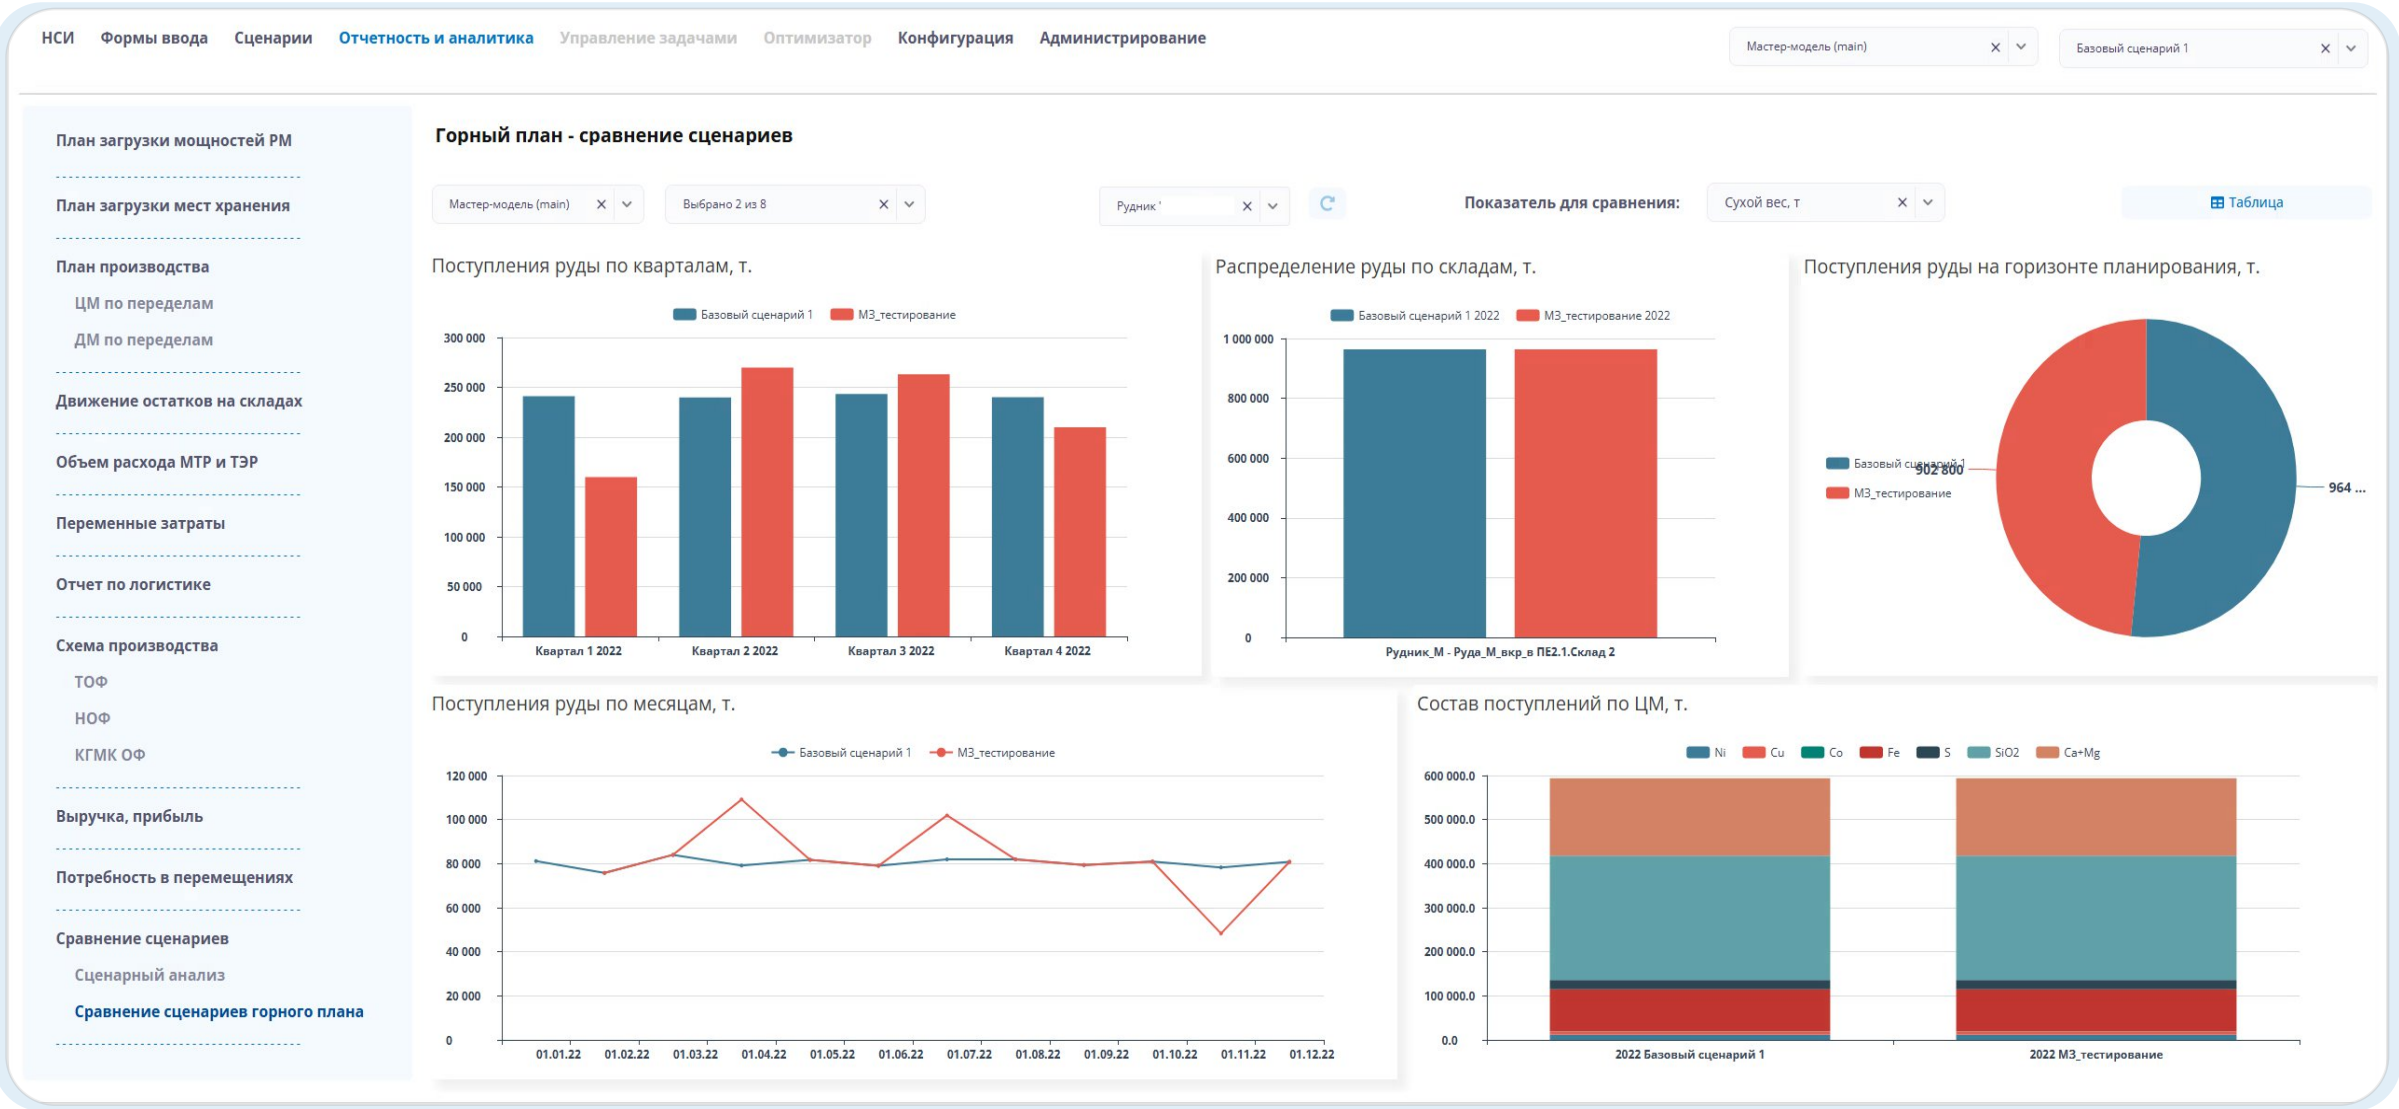 НСИ Формы ввода Сценарии Отчетность и аналитика Управление задачами Оптимизатор Конфигурация Администрирование
Мастер-модель (main) Базовый сценарий 1
План загрузки мощностей РМ
План загрузки мест хранения
План производства
ЦМ по переделам
ДМ по переделам
Движение остатков на складах
Объем расхода МТР и ТЭР
Переменные затраты
Отчет по логистике
Схема производства
ТОФ
НОФ
КГМК ОФ
Выручка, прибыль
Потребность в перемещениях
Сравнение сценариев
Сценарный анализ
Сравнение сценариев горного плана
Горный план - сравнение сценариев
Мастер-модель (main) Выбрано 2 из 8 Рудник ' Показатель для сравнения: Сухой вес, т Таблица
Поступления руды по кварталам, т.
Базовый сценарий 1 МЗ_тестирование
300 000
250 000
200 000
150 000
100 000
50 000
0
Квартал 1 2022 Квартал 2 2022 Квартал 3 2022 Квартал 4 2022
Распределение руды по складам, т.
Базовый сценарий 1 2022 МЗ_тестирование 2022
1 000 000
800 000
600 000
400 000
200 000
0
Рудник_М - Руда_М_вкр_в ПЕ2.1.Склад 2
Поступления руды на горизонте планирования, т.
Базовый сценарий 1
902 800
МЗ_тестирование
964 ...
Поступления руды по месяцам, т.
Базовый сценарий 1 МЗ_тестирование
120 000
100 000
80 000
60 000
40 000
20 000
0
01.01.22 01.02.22 01.03.22 01.04.22 01.05.22 01.06.22 01.07.22 01.08.22 01.09.22 01.10.22 01.11.22 01.12.22
Состав поступлений по ЦМ, т.
Ni Cu Co Fe S SiO2 Ca+Mg
600 000.0
500 000.0
400 000.0
300 000.0
200 000.0
100 000.0
0.0
2022 Базовый сценарий 1 2022 МЗ_тестирование